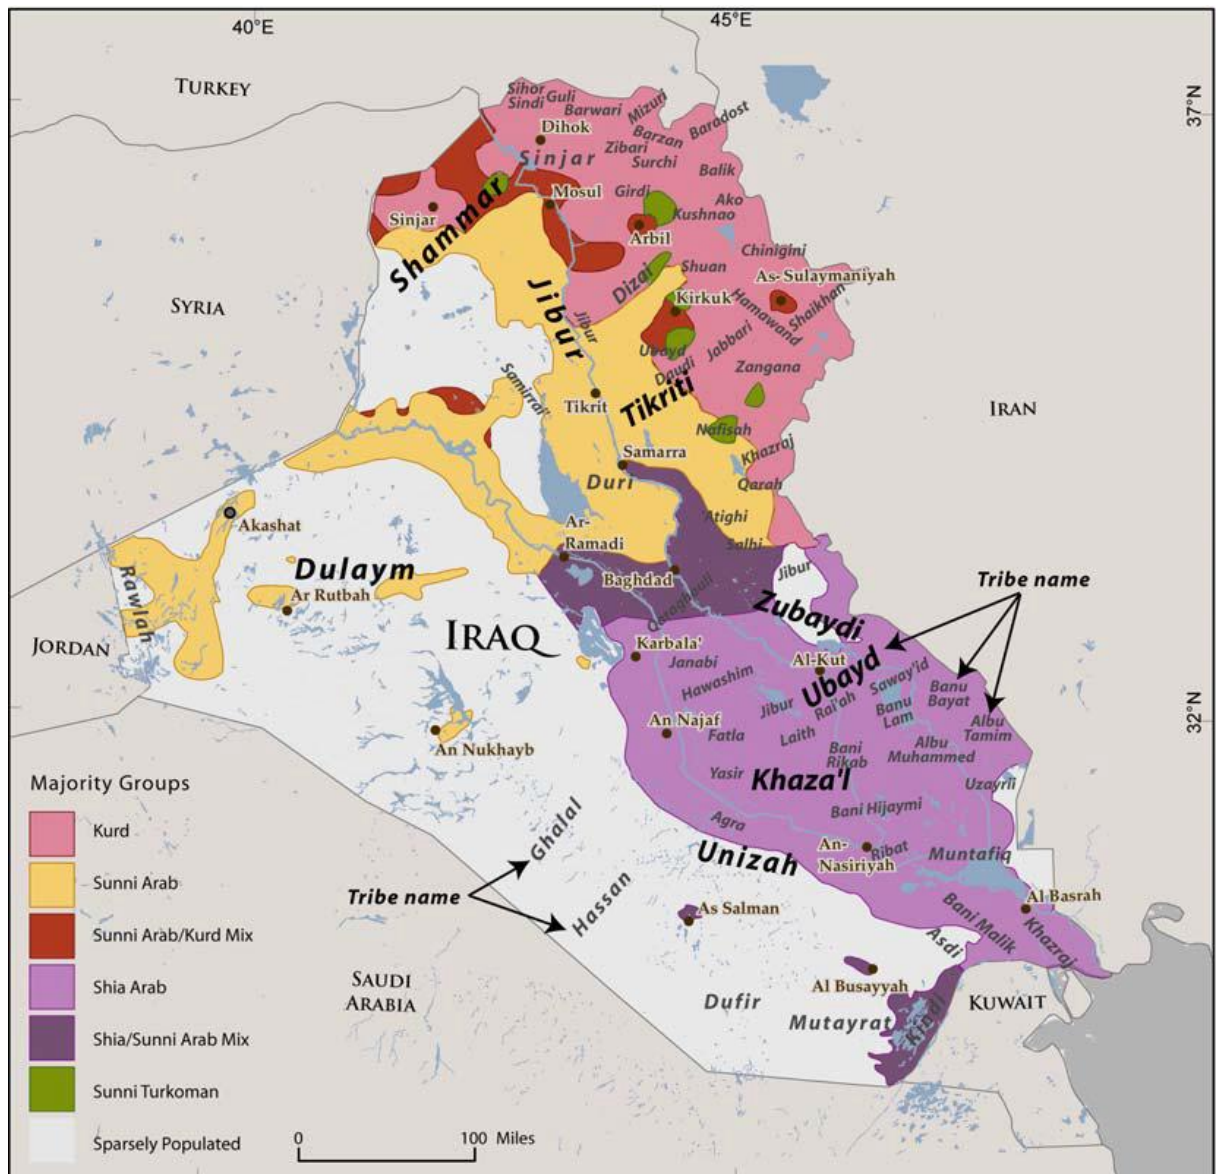 40°E
45°E
37°N
32°N
TURKEY
SYRIA
JORDAN
SAUDI
ARABIA
IRAN
KUWAIT
IRAQ
Sihor
Sindi
Guli
Barwari
Mizuri
Baradost
Dihok
Barzan
Zibari
Surchi
Sinjar
Balik
Mosul
Girdi
Ako
Kushnao
Sinjar
Shammar
Arbil
Chinigini
Shuan
As-Sulaymaniyah
Dizai
Kirkuk
Hamawand
Shaikhan
Jibur
Jibur
Ubayd
Daudi
Jabbari
Zangana
Samirrai'
Tikrit
Tikriti
Nafisah
Khazraj
Samarra
Duri
Qarah
Akashat
Ar-
Ramadi
'Atighi
Salhi
Rawlah
Dulaym
Ar Rutbah
Baghdad
Jibur
Qaraghouli
Zubaydi
Tribe name
Karbala'
Janabi
Hawashim
Al-Kut
Ubayd
Saway'id
Banu
Bayat
Jibur
Ral'ah
Banu
Lam
Albu
Tamim
An Najaf
Fatla
Laith
Bani
Rikab
Albu
Muhammed
An Nukhayb
Yasir
Khaza'l
Uzayrii
Bani Hijaymi
Agra
Ghalal
Unizah
An-
Nasiriyah
Ribat
Muntafiq
Tribe name
Hassan
As Salman
Al Basrah
Bani Malik
Khazraj
Asdi
Al Busayyah
Dufir
Mutayrat
Kindi
Majority Groups
Kurd
Sunni Arab
Sunni Arab/Kurd Mix
Shia Arab
Shia/Sunni Arab Mix
Sunni Turkoman
Sparsely Populated
0
100 Miles